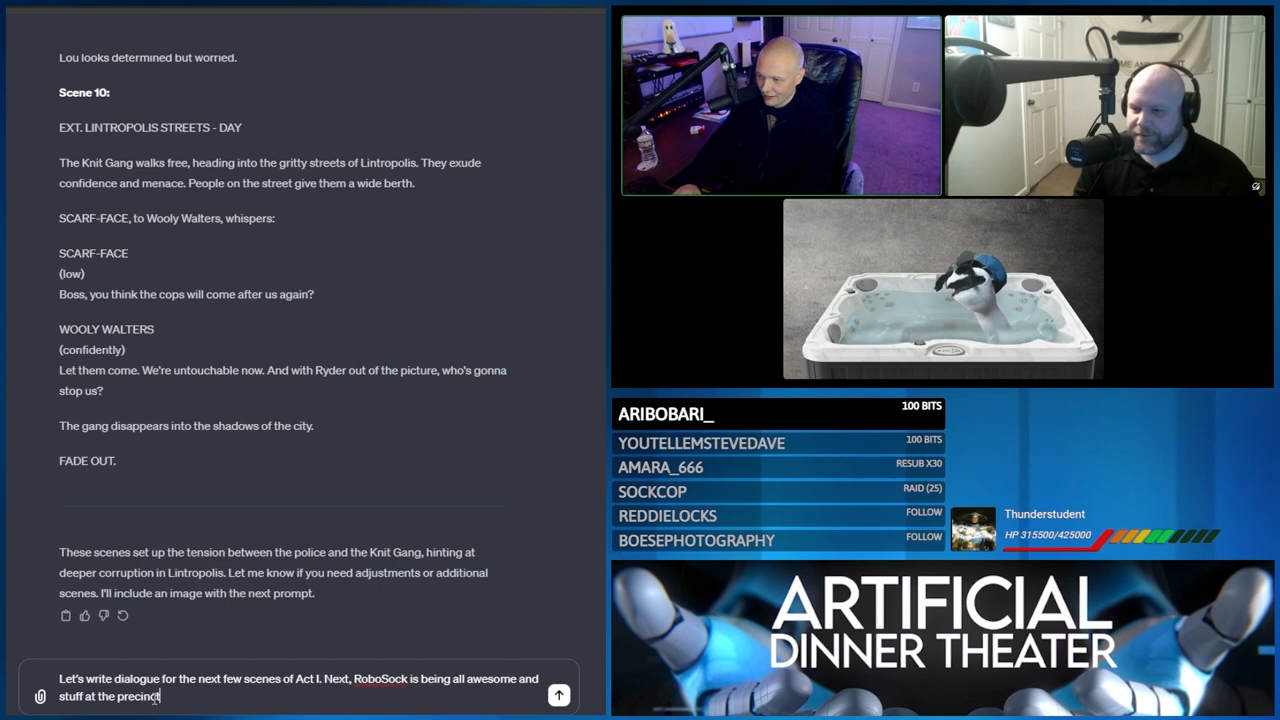 Lou looks determined but worried.
Scene 10:
EXT. LINTROPOLIS STREETS - DAY
The Knit Gang walks free, heading into the gritty streets of Lintropolis. They exude
confidence and menace. People on the street give them a wide berth.
SCARF-FACE, to Wooly Walters, whispers:
SCARF-FACE
(low)
Boss, you think the cops will come after us again?
WOOLY WALTERS
(confidently)
Let them come. We're untouchable now. And with Ryder out of the picture, who's gonna
stop us?
The gang disappears into the shadows of the city.
FADE OUT.
These scenes set up the tension between the police and the Knit Gang, hinting at
deeper corruption in Lintropolis. Let me know if you need adjustments or additional
scenes. I'll include an image with the next prompt.
Let's write dialogue for the next few scenes of Act I. Next, RoboSock is being all awesome and
stuff at the precinct
ARIBOBARI_ 100 BITS
YOUTELLEMSTEVEDAVE 100 BITS
AMARA_666 RESUB X30
SOCKCOP RAID (25)
REDDIELOCKS FOLLOW
BOESEPHOTOGRAPHY FOLLOW
Thunderstudent
HP 315500/425000
ARTIFICIAL
DINNER THEATER